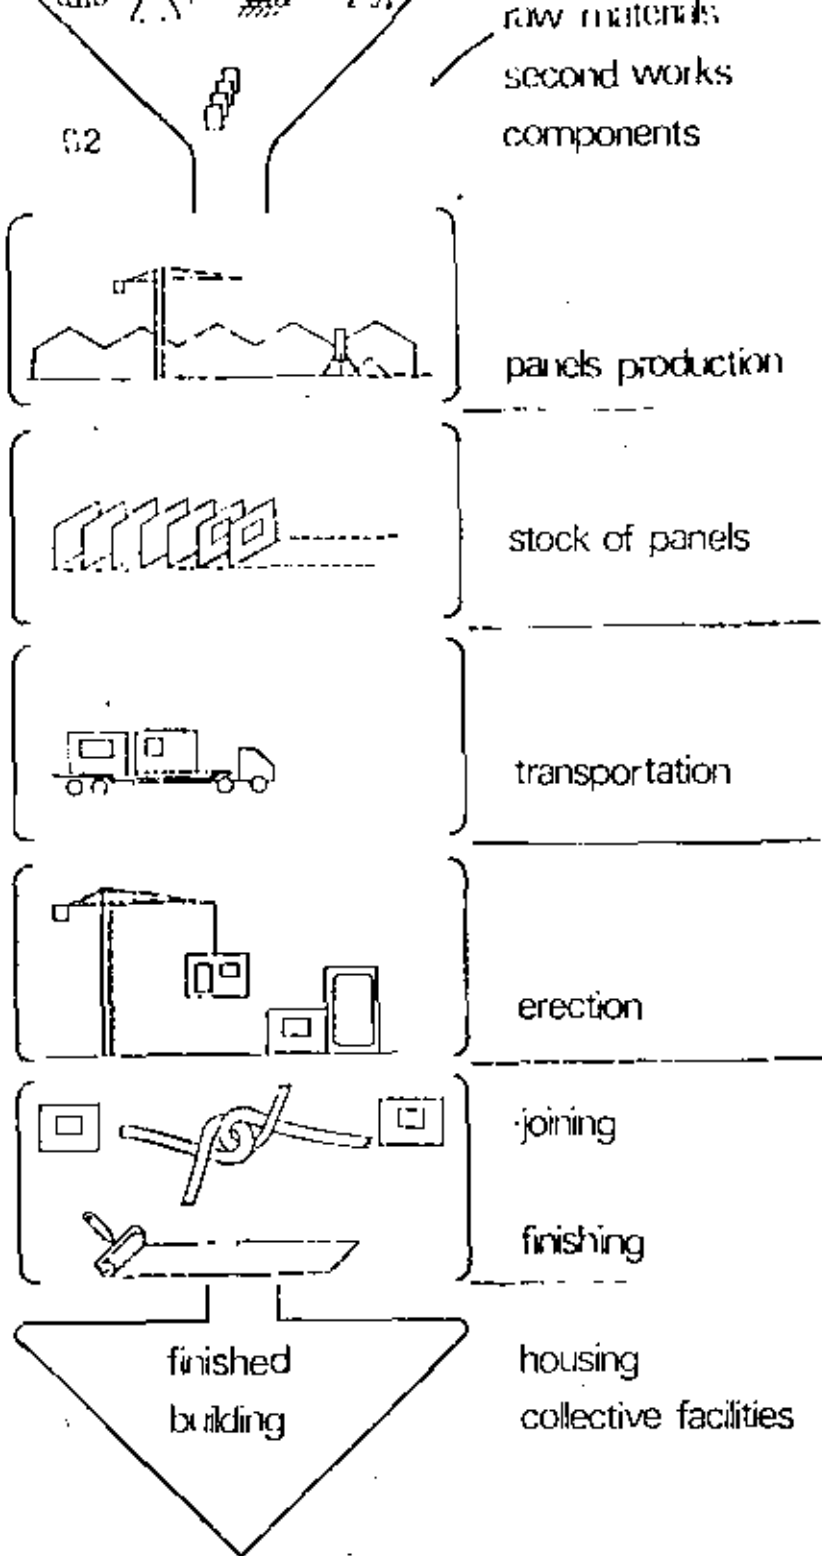 raw materials
second works
components
panels production
stock of panels
transportation
erection
joining
finishing
finished
building
housing
collective facilities